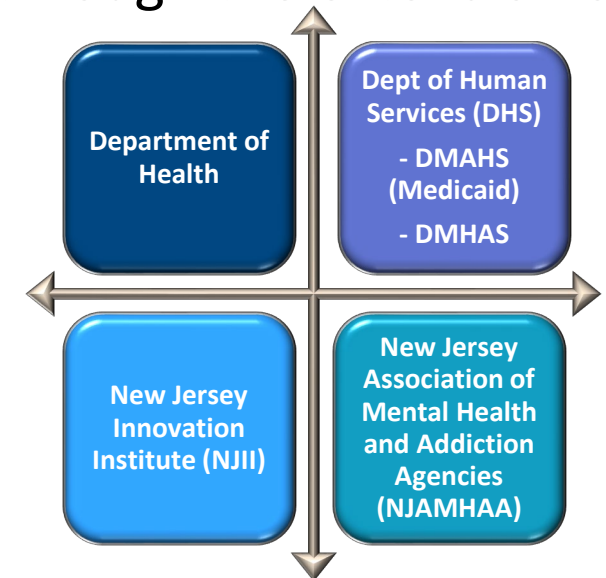 Department of
Health
Dept of Human
Services (DHS)
- DMAHS
(Medicaid)
- DMHAS
New Jersey
Innovation
Institute (NJII)
New Jersey
Association of
Mental Health
and Addiction
Agencies
(NJAMHAA)